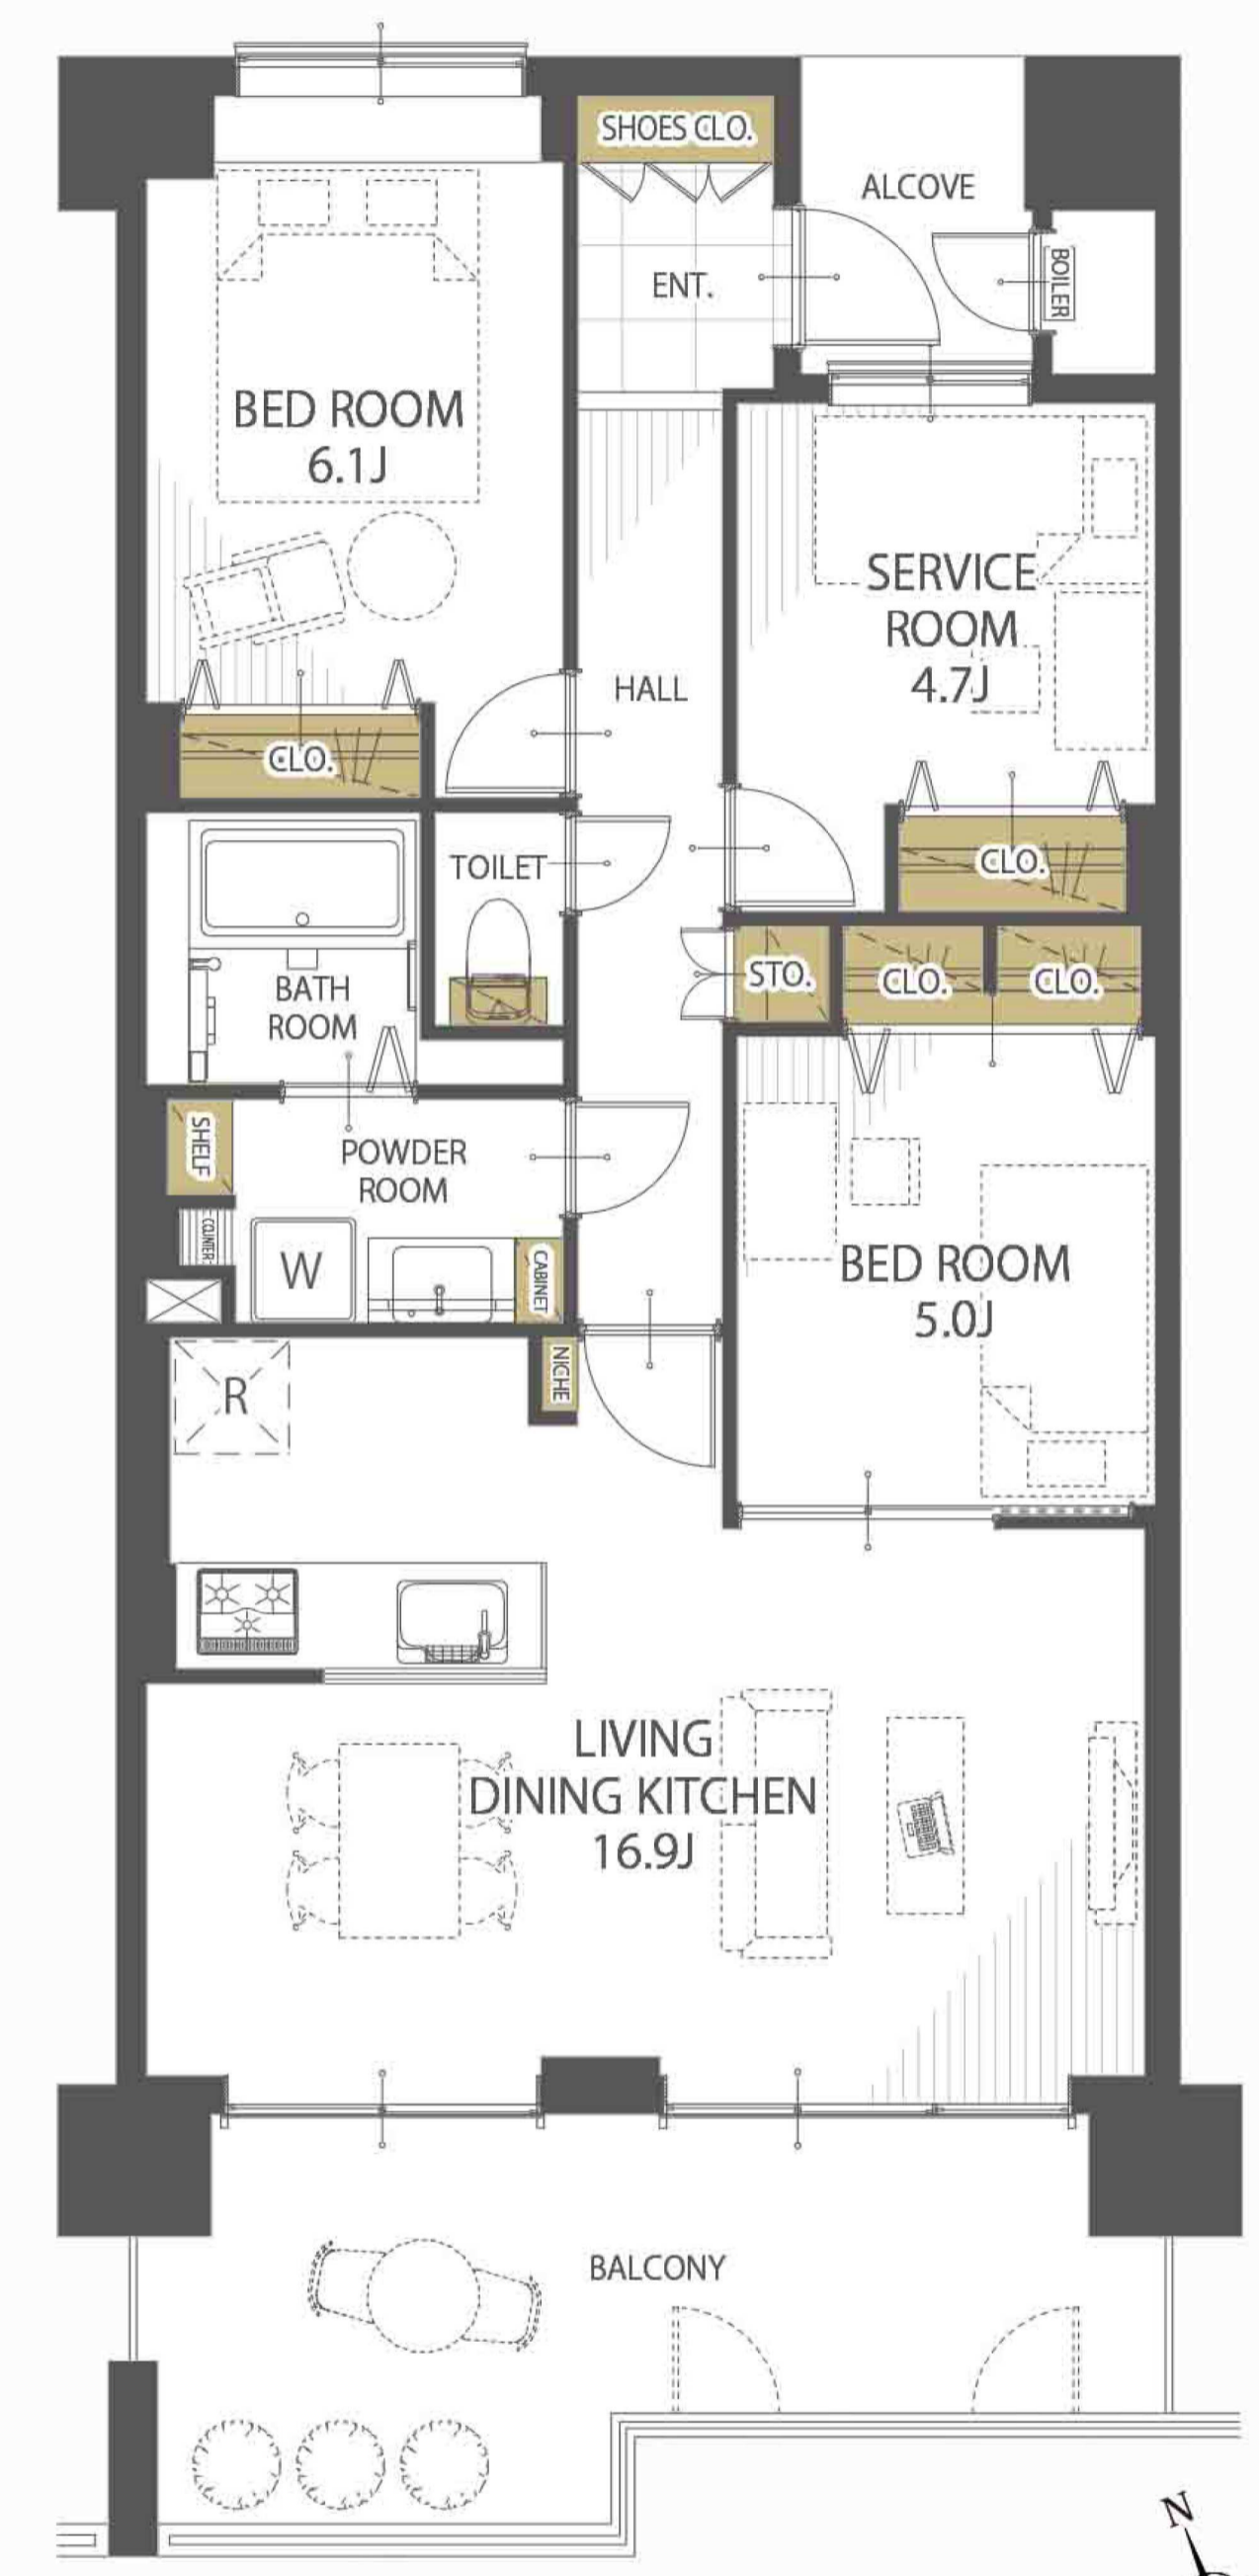 SHOES CLO.
ALCOVE
ENT.
BOILER
BED ROOM
6.1J
SERVICE
ROOM
4.7J
HALL
CLO.
CLO.
TOILET
STO.
CLO.
CLO.
BATH
ROOM
SHELF
POWDER
ROOM
COUNTER
W
CABINET
BED ROOM
5.0J
NICHE
R
LIVING
DINING KITCHEN
16.9J
BALCONY
N